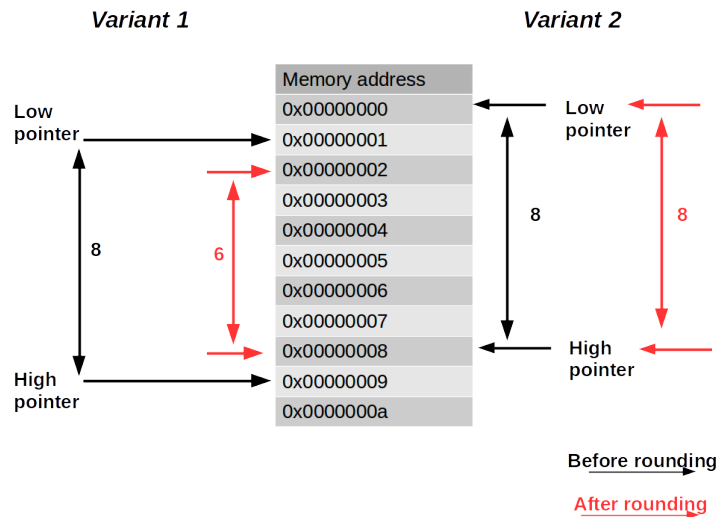 Variant 1
Variant 2
Memory address
0x00000000
0x00000001
0x00000002
0x00000003
0x00000004
0x00000005
0x00000006
0x00000007
0x00000008
0x00000009
0x0000000a
Low
pointer
8
6
High
pointer
Low
pointer
8
8
High
pointer
Before rounding
After rounding